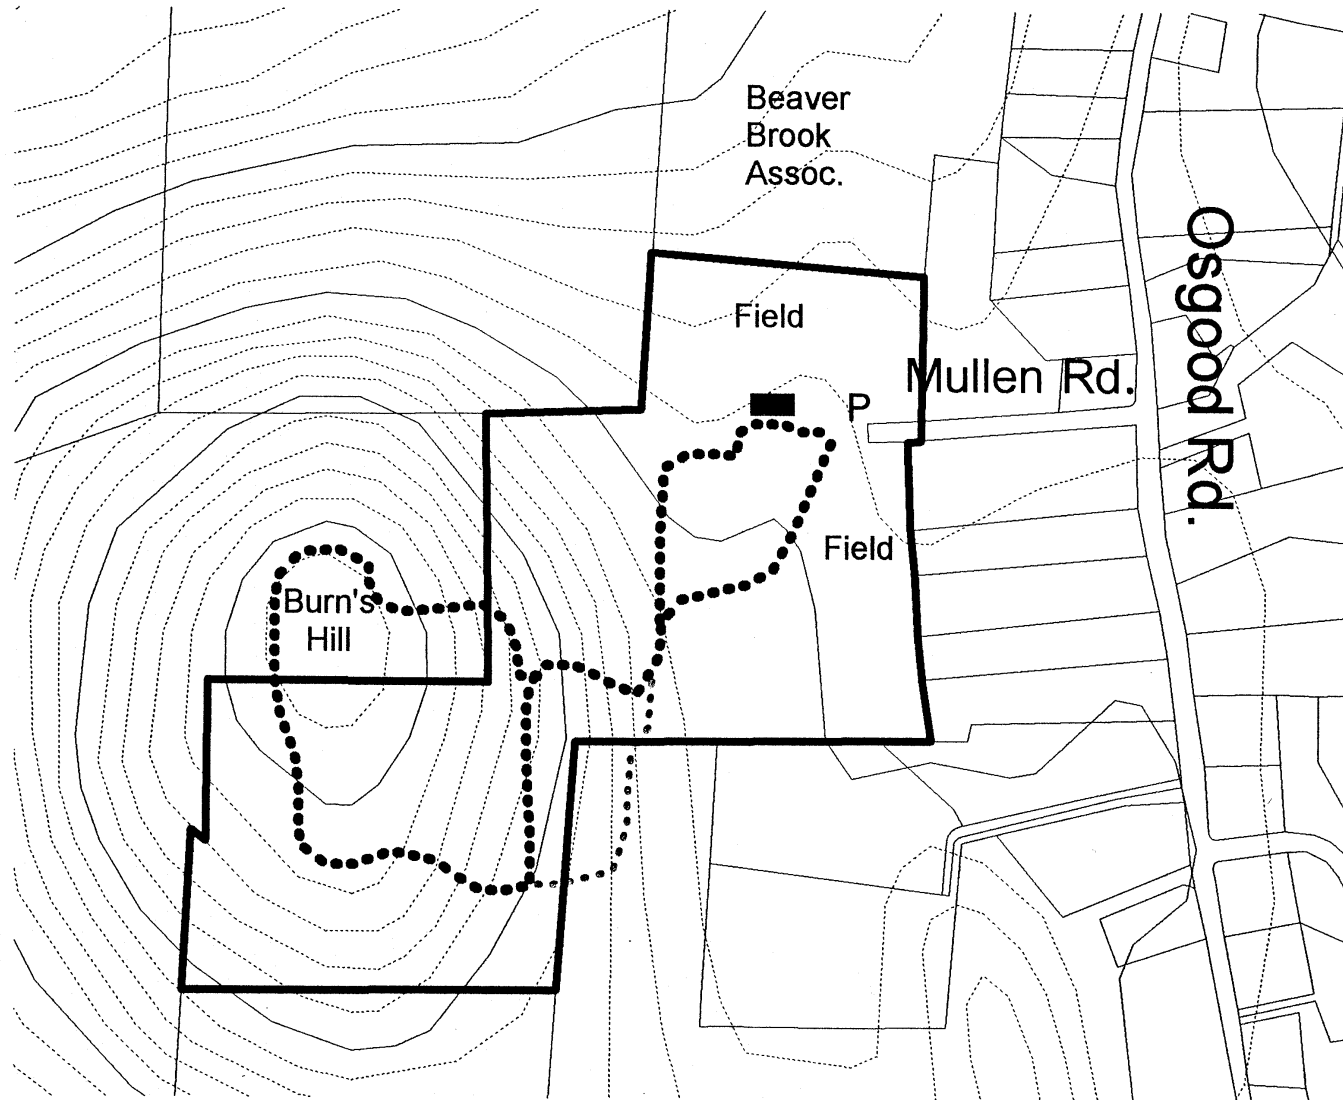 Beaver
Brook
Assoc.
Osgood Rd.
Field
Mullen Rd.
P
Field
Burn's
Hill